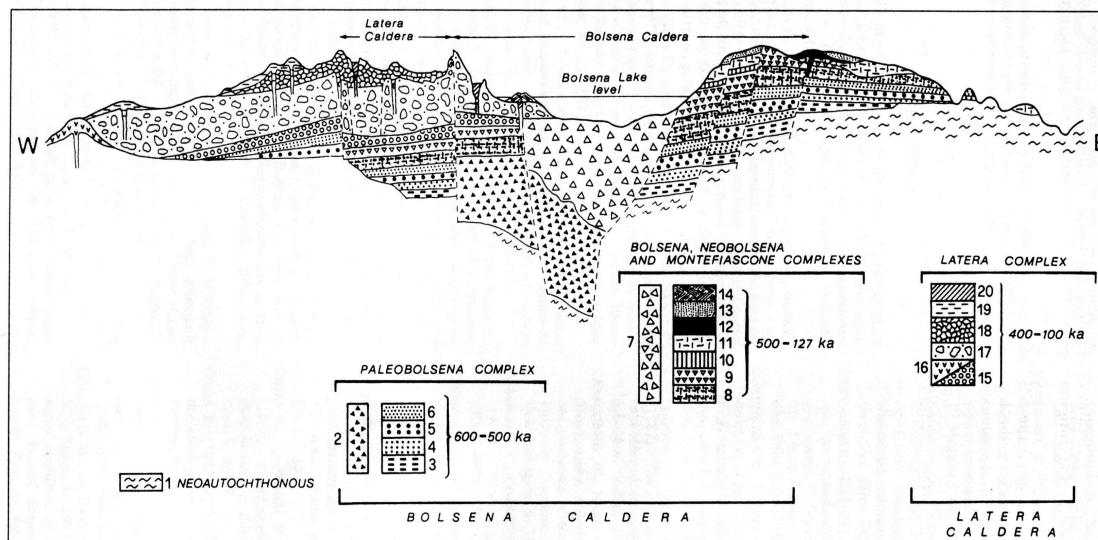 Latera
Caldera
Bolsena Caldera
Bolsena Lake
level
W
E
BOLSENA, NEOBOLSENA
AND MONTEFIASCONE COMPLEXES
7
14
13
12
11
10
9
8
500-127 ka
LATERA COMPLEX
20
19
18
17
16
15
400-100 ka
PALEOBOLSENA COMPLEX
2
6
5
4
3
600-500 ka
1 NEOAUTOCHTHONOUS
BOLSENA CALDERA
LATERA
CALDERA